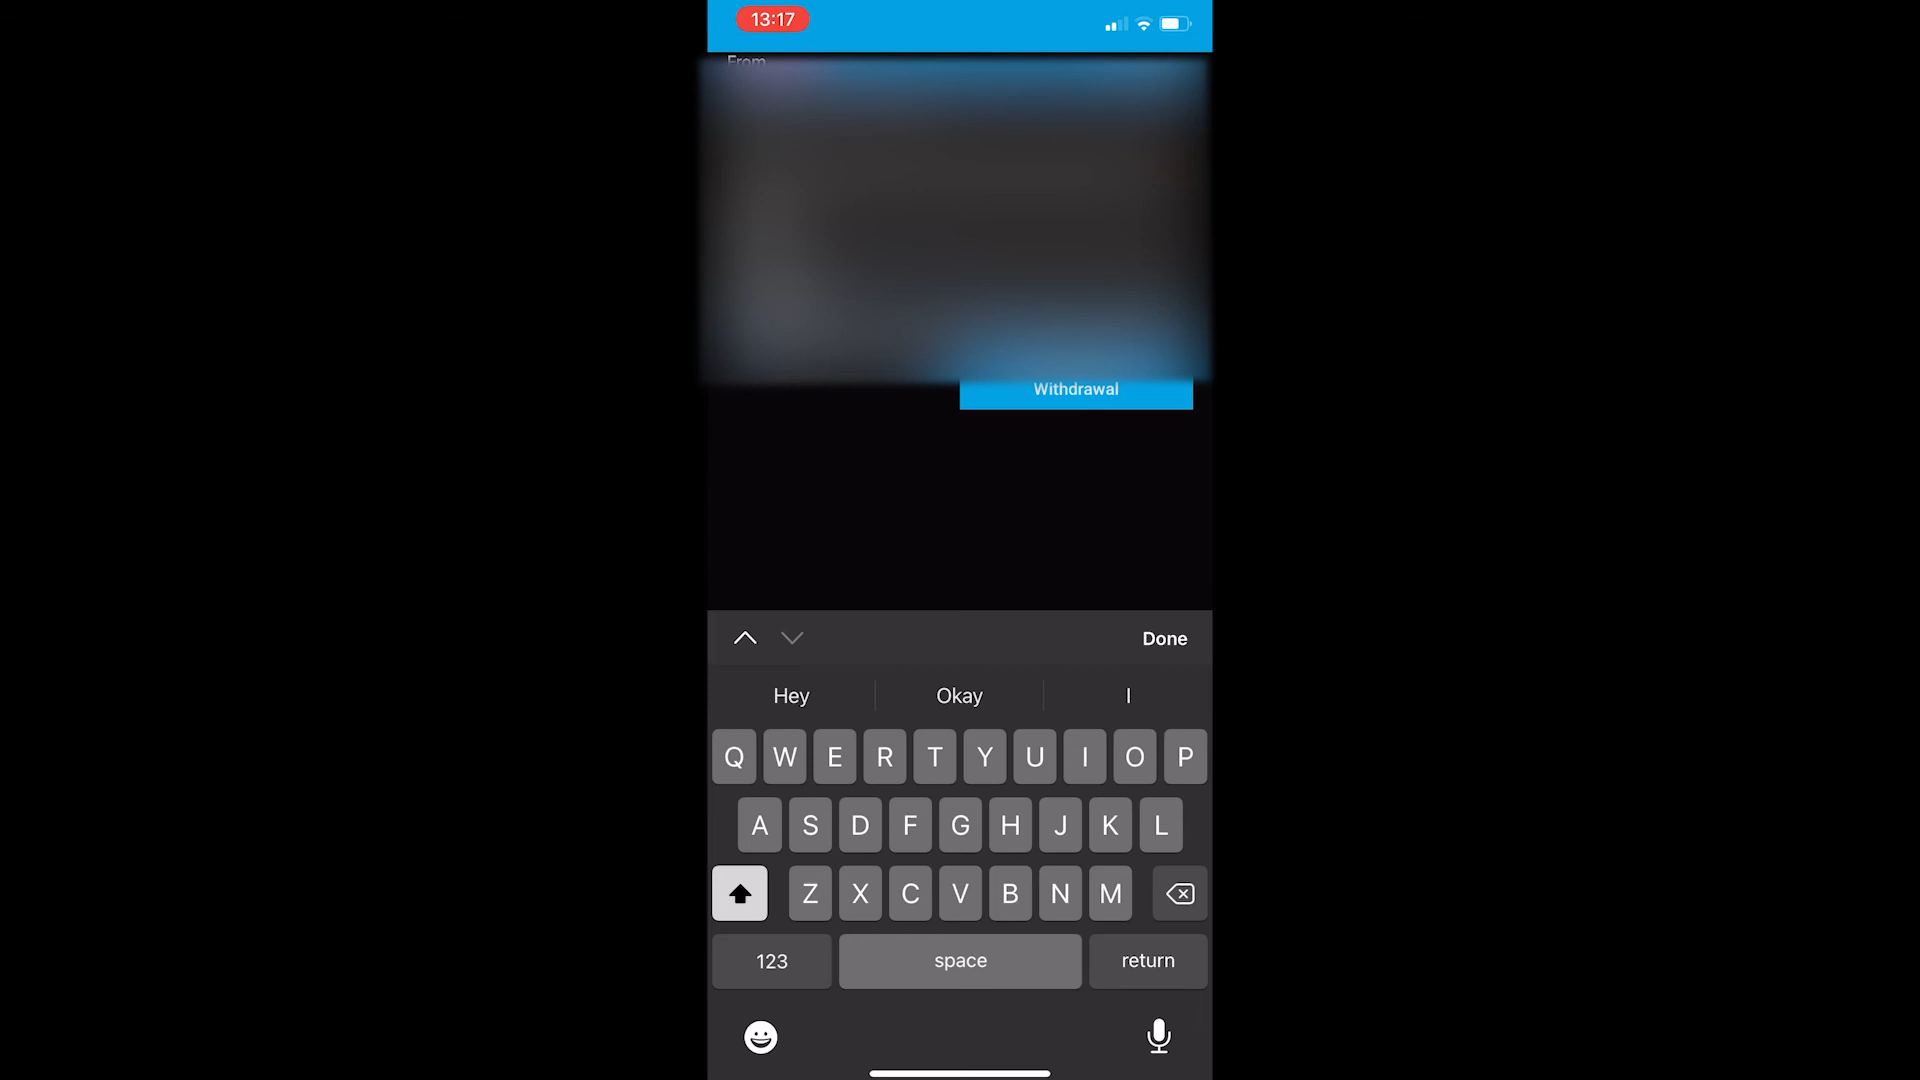 13:17
From
Withdrawal
Done
Hey Okay I
Q W E R T Y U I O P
A S D F G H J K L
Z X C V B N M
123 space return